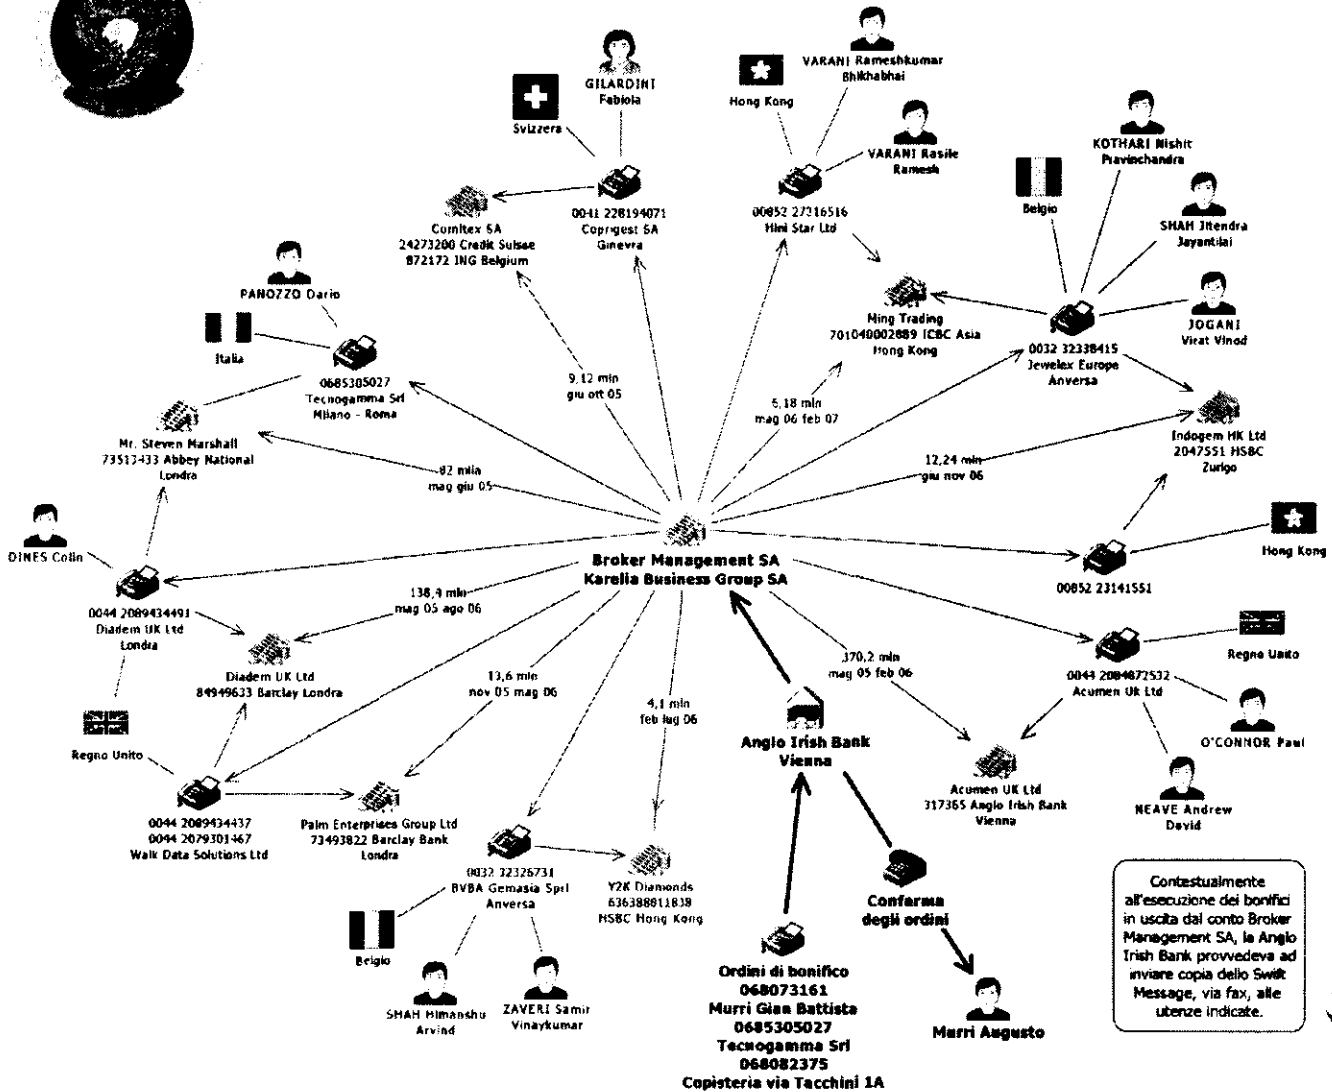 VARANI Rameshkumar
Bhikhabhai
Hong Kong
GILARDINI
Fabiola
Svizzera
VARANI Rasile
Ramesh
KOTHARI Nishit
Pravinchandra
Belgio
SHAH Jitendra
Jayantilal
0041 228194071
Coprigest SA
Ginevra
00852 27316516
Mini Star Ltd
Comitex SA
24273200 Credit Suisse
872172 ING Belgium
PANOZZO Dario
Italia
Ming Trading
701040002889 ICBC Asia
Hong Kong
JOGANI
Virat Vinod
0032 32338415
Jewelex Europe
Anversa
0685305027
Tecnogamma Srl
Milano - Roma
9,12 mln
giu ott 05
6,18 mln
mag 06 feb 07
Mr. Steven Marshall
73513433 Abbey National
Londra
82 mila
mag giu 05
12,24 mln
giu nov 06
Indogem HK Ltd
2047551 HSBC
Zurigo
DINES Colin
Hong Kong
Broker Management SA
Karelia Business Group SA
00852 23141551
0044 2089434491
Diadem UK Ltd
Londra
138,4 mln
mag 05 ago 06
Diadem UK Ltd
84949633 Barclay Londra
13,6 mln
nov 05 mag 06
4,1 mln
feb lug 06
370,2 mln
mag 05 feb 06
0044 2084872532
Acumen Uk Ltd
Regno Unito
O'CONNOR Paul
Regno Unito
Anglo Irish Bank
Vienna
Acumen UK Ltd
317365 Anglo Irish Bank
Vienna
NEAVE Andrew
David
0044 2089434437
0044 2079301467
Walk Data Solutions Ltd
Palm Enterprises Group Ltd
73493822 Barclay Bank
Londra
0032 32326731
BVBA Gemasia Sprl
Anversa
Y2K Diamonds
636388811838
HSBC Hong Kong
Conferma
degli ordini
Belgio
SHAH Himanshu
Arvind
ZAVERI Samir
Vinaykumar
Ordini di bonifico
068073161
Murri Gian Battista
0685305027
Tecnogamma Srl
068082375
Copisteria via Tacchini 1A
Murri Augusto
Contestualmente
all'esecuzione dei bonifici
in uscita dal conto Broker
Management SA, la Anglo
Irish Bank provvedeva ad
inviare copia dello Swift
Message, via fax, alle
utenze indicate.